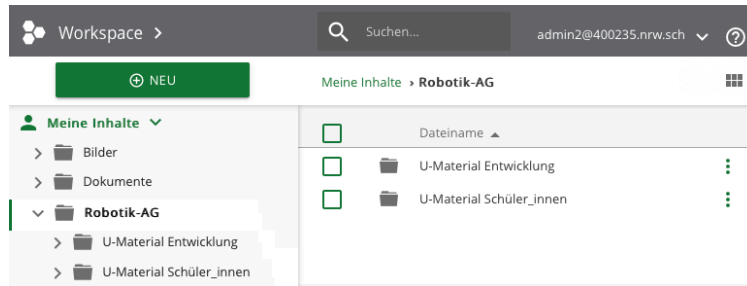 Workspace >
Suchen...
admin2@400235.nrw.sch
NEU
Meine Inhalte › Robotik-AG
Meine Inhalte
Dateiname
Bilder
U-Material Entwicklung
Dokumente
U-Material Schüler_innen
Robotik-AG
U-Material Entwicklung
U-Material Schüler_innen